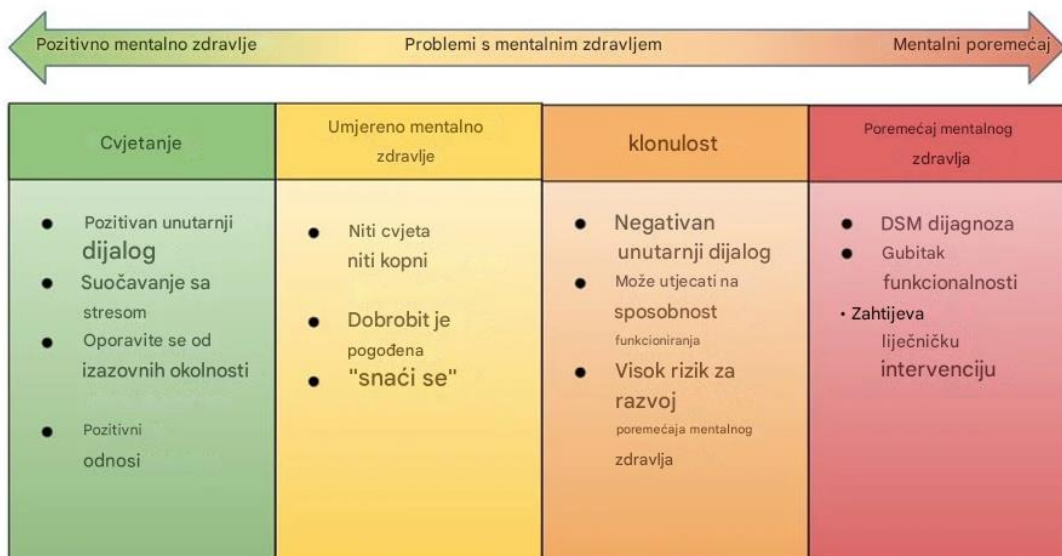 Pozitivno mentalno zdravlje
Problemi s mentalnim zdravljem
Mentalni poremećaj
Cvjetanje
Umjereno mentalno
zdravlje
klonulost
Poremećaj mentalnog
zdravlja
• Pozitivan unutarnji
dijalog
• Suočavanje sa
stresom
• Oporavite se od
izazovnih okolnosti
• Pozitivni
odnosi
• Niti cvjeta
niti kopni
• Dobrobit je
pogođena
• "snaći se"
• Negativan
unutarnji dijalog
• Može utjecati na
sposobnost
funkcioniranja
• Visok rizik za
razvoj
poremećaja mentalnog
zdravlja
• DSM dijagnoza
• Gubitak
funkcionalnosti
• Zahtijeva
liječničku
intervenciju